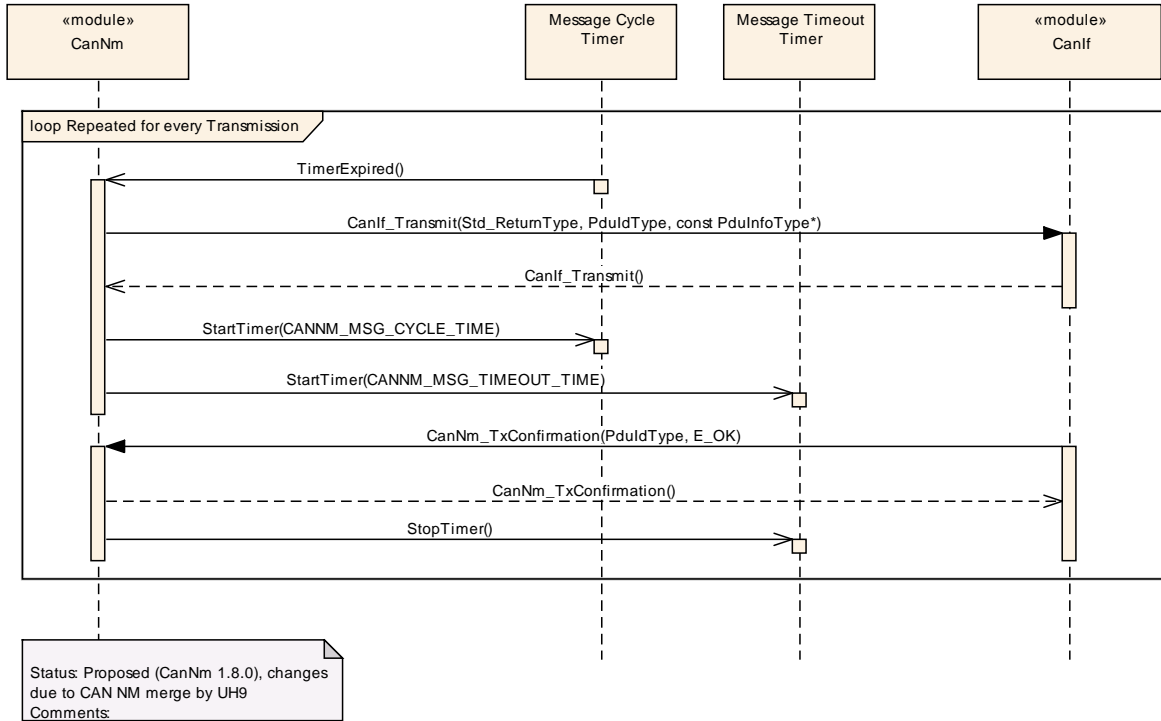 «module»
CanNm
Message Cycle
Timer
Message Timeout
Timer
«module»
CanIf
loop Repeated for every Transmission
TimerExpired()
CanIf_Transmit(Std_ReturnType, PduIdType, const PduInfoType*)
CanIf_Transmit()
StartTimer(CANNM_MSG_CYCLE_TIME)
StartTimer(CANNM_MSG_TIMEOUT_TIME)
CanNm_TxConfirmation(PduIdType, E_OK)
CanNm_TxConfirmation()
StopTimer()
Status: Proposed (CanNm 1.8.0), changes
due to CAN NM merge by UH9
Comments: